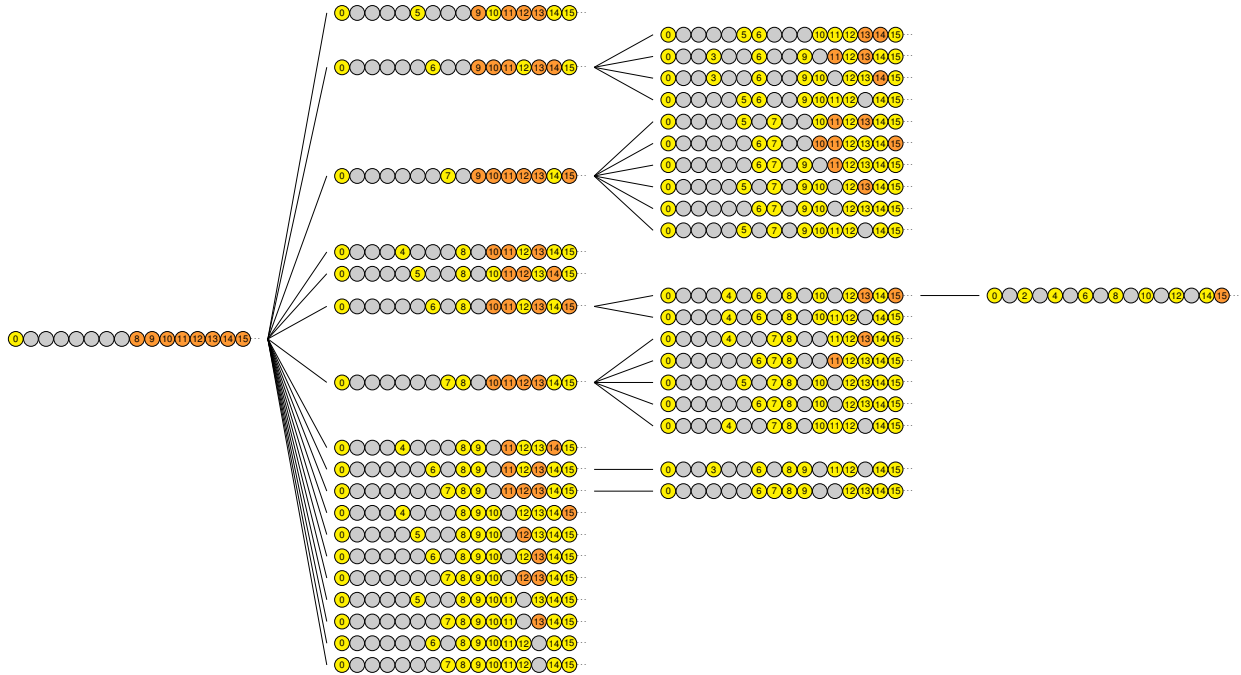 0 8 9 10 11 12 13 14 15 ...
0 5 9 10 11 12 13 14 15 ...
0 6 9 10 11 12 13 14 15 ...
0 7 9 10 11 12 13 14 15 ...
0 4 8 10 11 12 13 14 15 ...
0 5 8 10 11 12 13 14 15 ...
0 6 8 10 11 12 13 14 15 ...
0 7 8 10 11 12 13 14 15 ...
0 4 8 9 11 12 13 14 15 ...
0 6 8 9 11 12 13 14 15 ...
0 7 8 9 11 12 13 14 15 ...
0 4 8 9 10 12 13 14 15 ...
0 5 8 9 10 12 13 14 15 ...
0 6 8 9 10 12 13 14 15 ...
0 7 8 9 10 12 13 14 15 ...
0 5 8 9 10 11 13 14 15 ...
0 7 8 9 10 11 13 14 15 ...
0 6 8 9 10 11 12 14 15 ...
0 7 8 9 10 11 12 14 15 ...
0 5 6 10 11 12 13 14 15 ...
0 3 6 9 11 12 13 14 15 ...
0 3 6 9 10 12 13 14 15 ...
0 5 6 9 10 11 12 14 15 ...
0 5 7 10 11 12 13 14 15 ...
0 6 7 10 11 12 13 14 15 ...
0 6 7 9 11 12 13 14 15 ...
0 5 7 9 10 12 13 14 15 ...
0 6 7 9 10 12 13 14 15 ...
0 5 7 9 10 11 12 14 15 ...
0 4 6 8 10 12 13 14 15 ...
0 4 6 8 10 11 12 14 15 ...
0 4 7 8 11 12 13 14 15 ...
0 6 7 8 11 12 13 14 15 ...
0 5 7 8 10 12 13 14 15 ...
0 6 7 8 10 12 13 14 15 ...
0 4 7 8 10 11 12 14 15 ...
0 3 6 8 9 11 12 14 15 ...
0 6 7 8 9 12 13 14 15 ...
0 2 4 6 8 10 12 14 15 ...